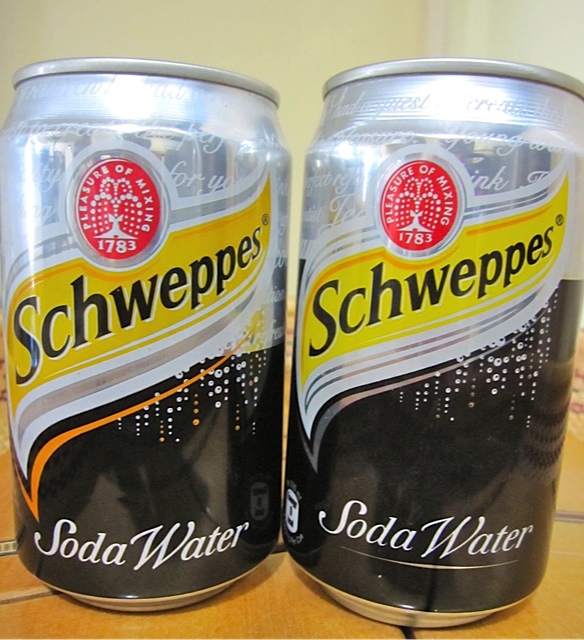 PLEASURE OF MIXING
1783
Schweppes®
Soda Water
PLEASURE OF MIXING
1783
Schweppes®
Soda Water